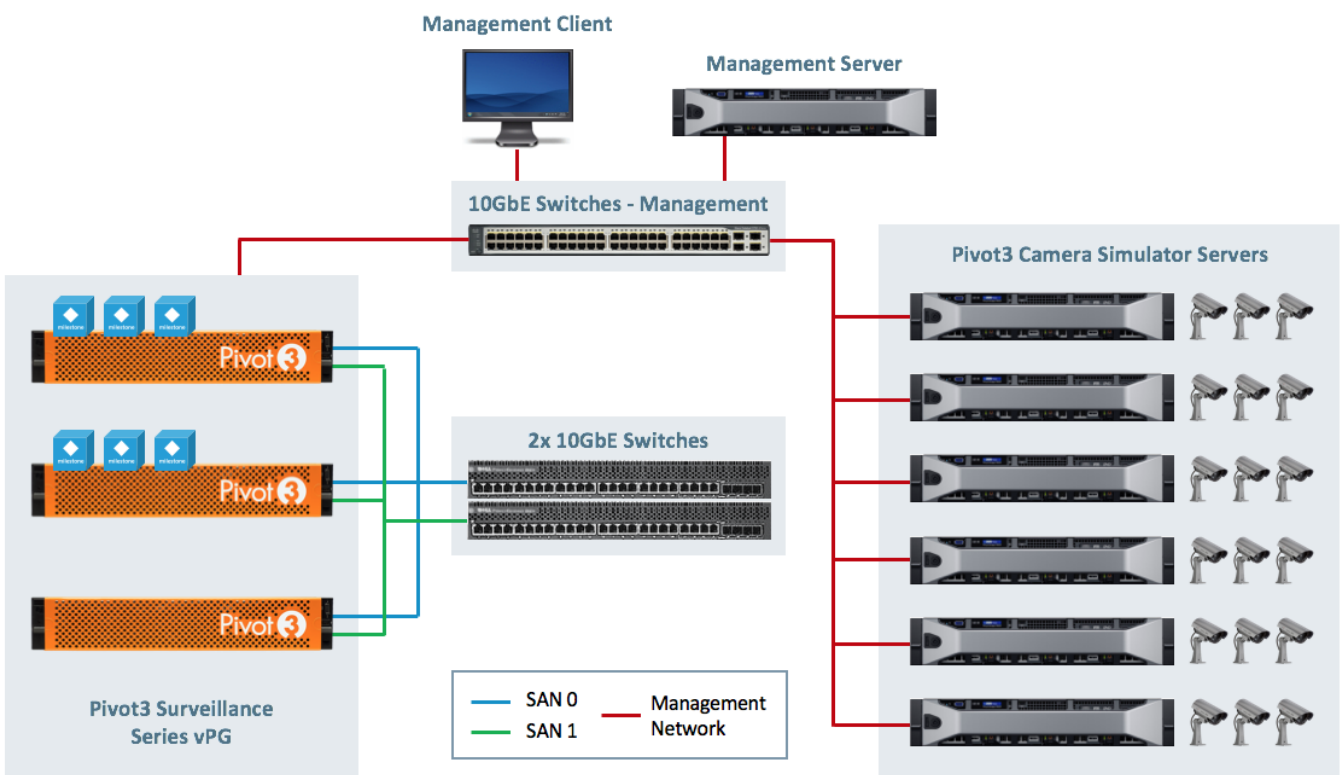 Management Client
Management Server
10GbE Switches - Management
Pivot3 Camera Simulator Servers
milestone milestone milestone
Pivot3
2x 10GbE Switches
milestone milestone milestone
Pivot3
Pivot3
Pivot3 Surveillance
Series vPG
SAN 0
SAN 1
Management
Network